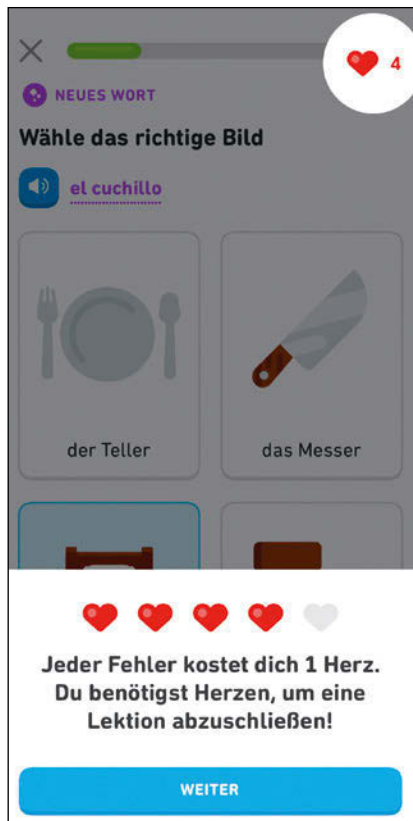 4
NEUES WORT
Wähle das richtige Bild
el cuchillo
der Teller
das Messer
Jeder Fehler kostet dich 1 Herz.
Du benötigst Herzen, um eine
Lektion abzuschließen!
WEITER